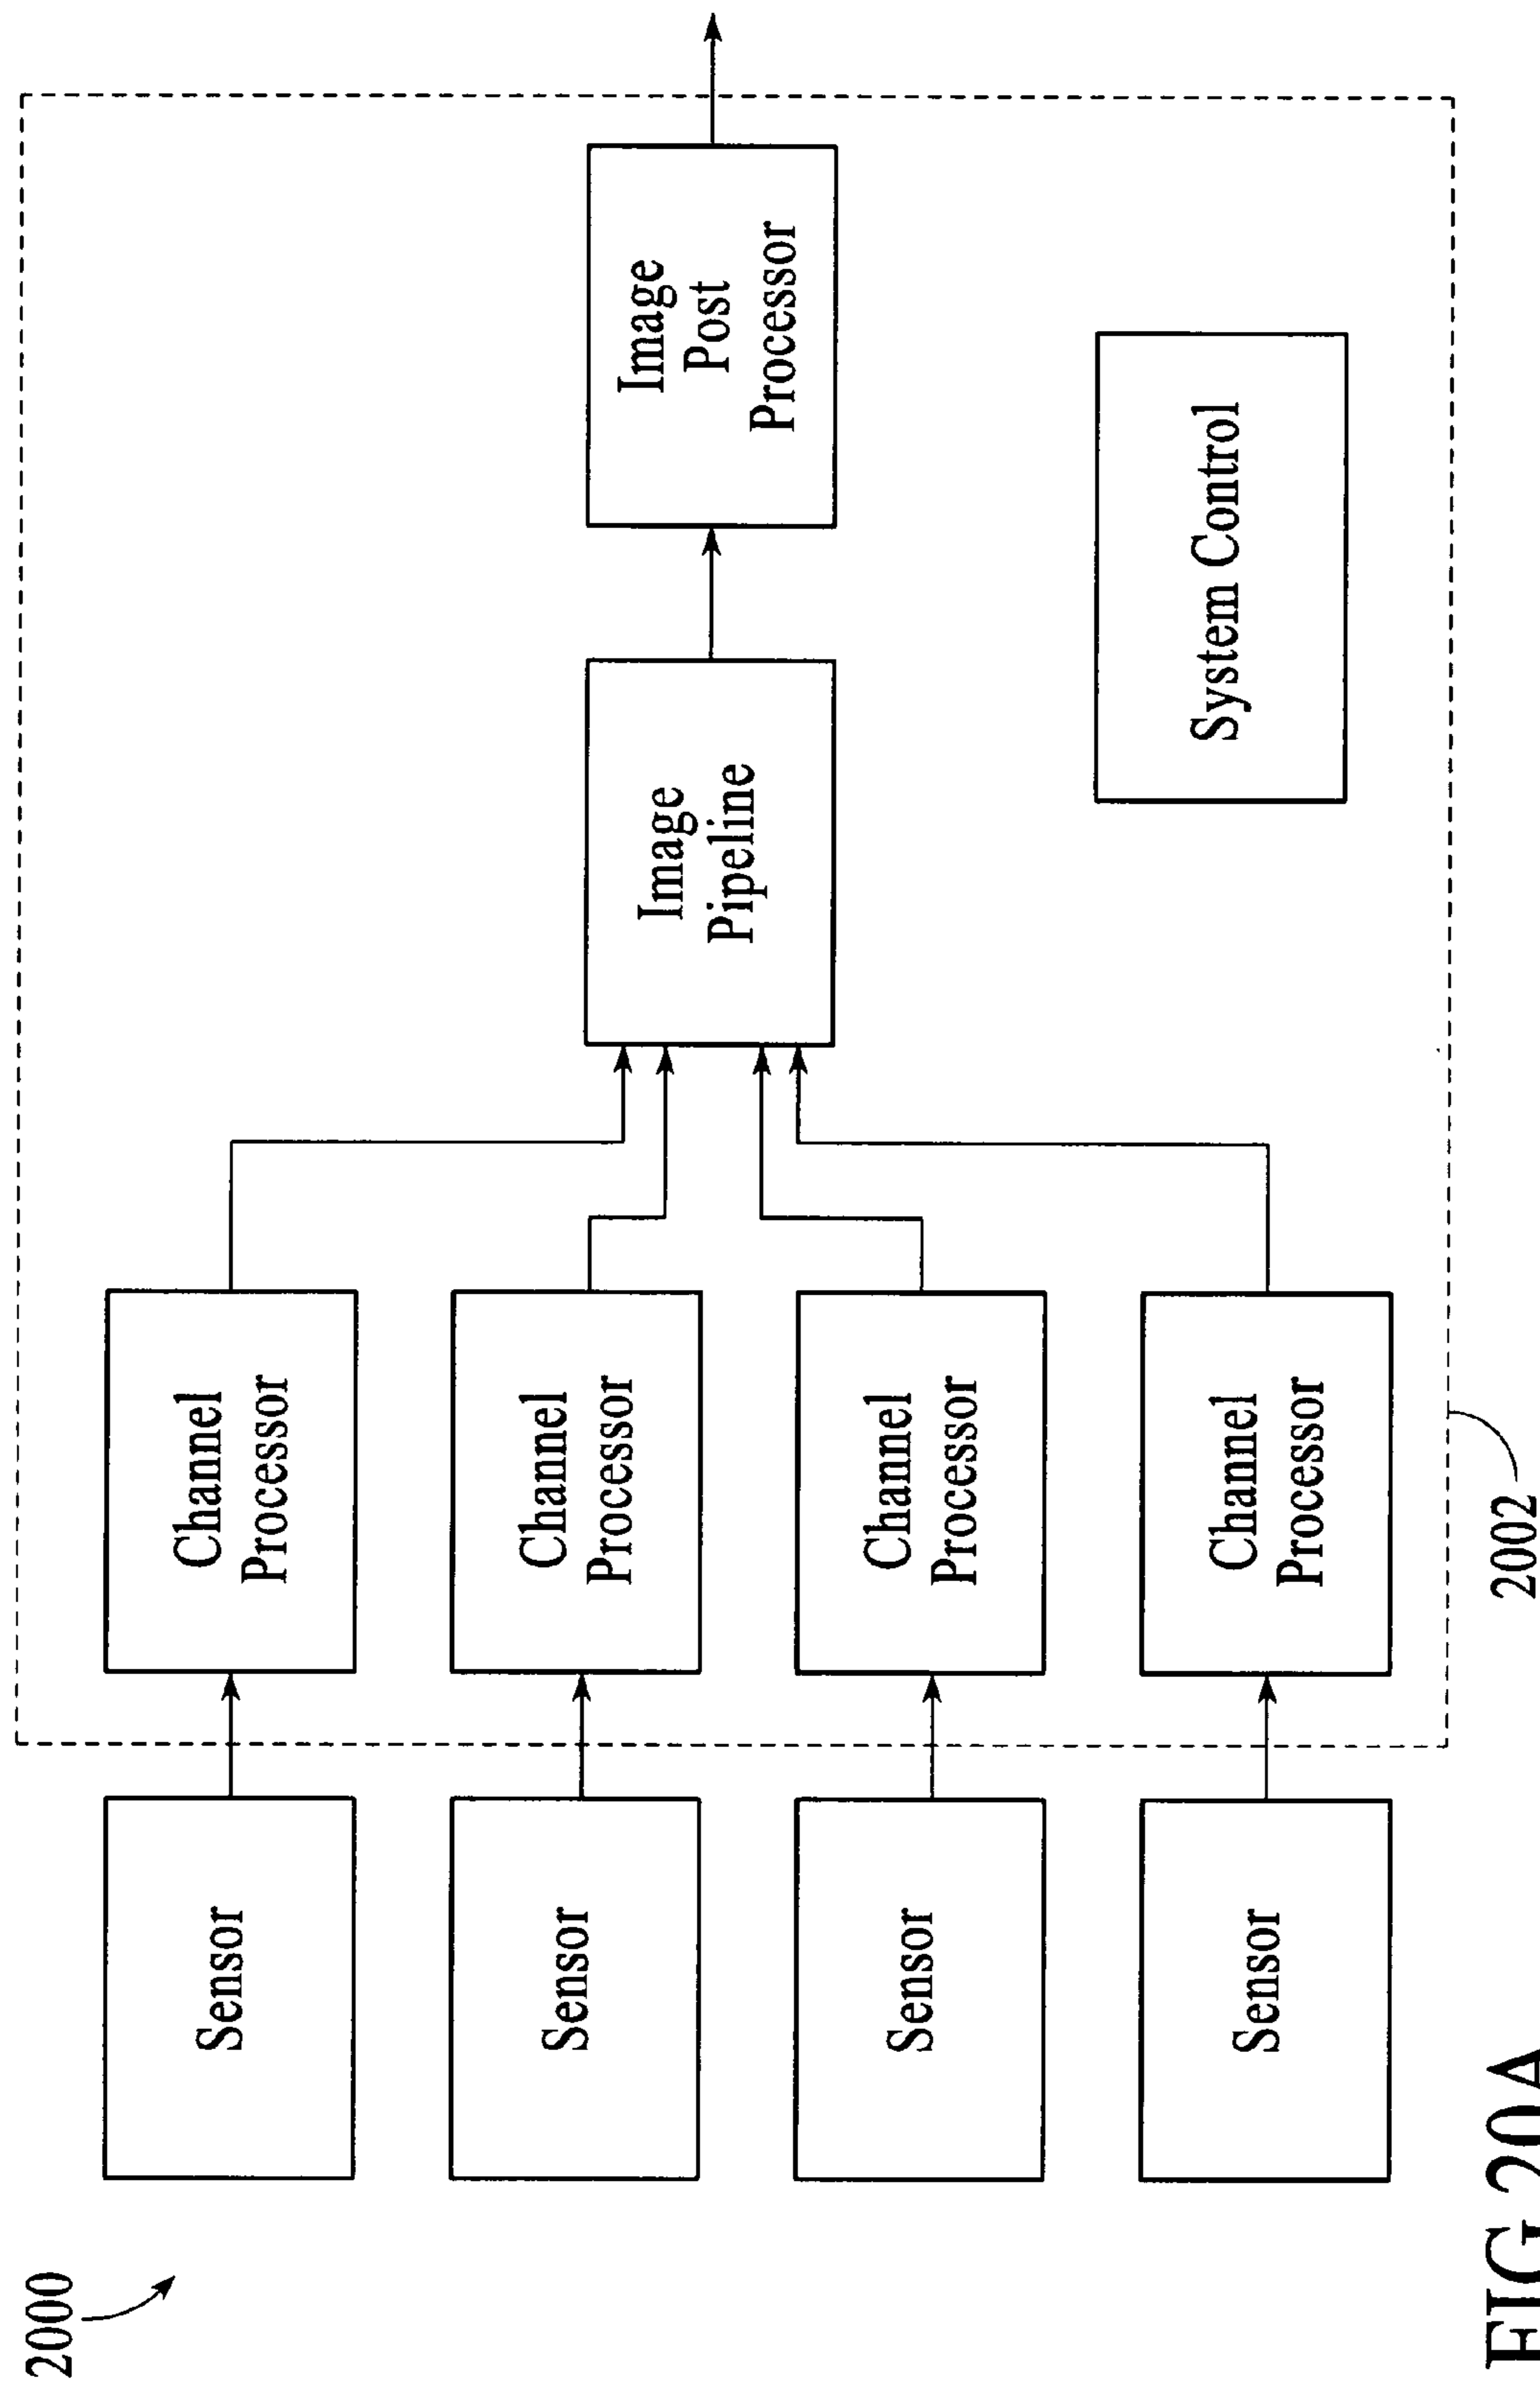 2000
Sensor
Channel
Processor
Sensor
Channel
Processor
Image
Pipeline
Image
Post
Processor
Sensor
Channel
Processor
Sensor
Channel
Processor
System Control
2002
FIG 20A